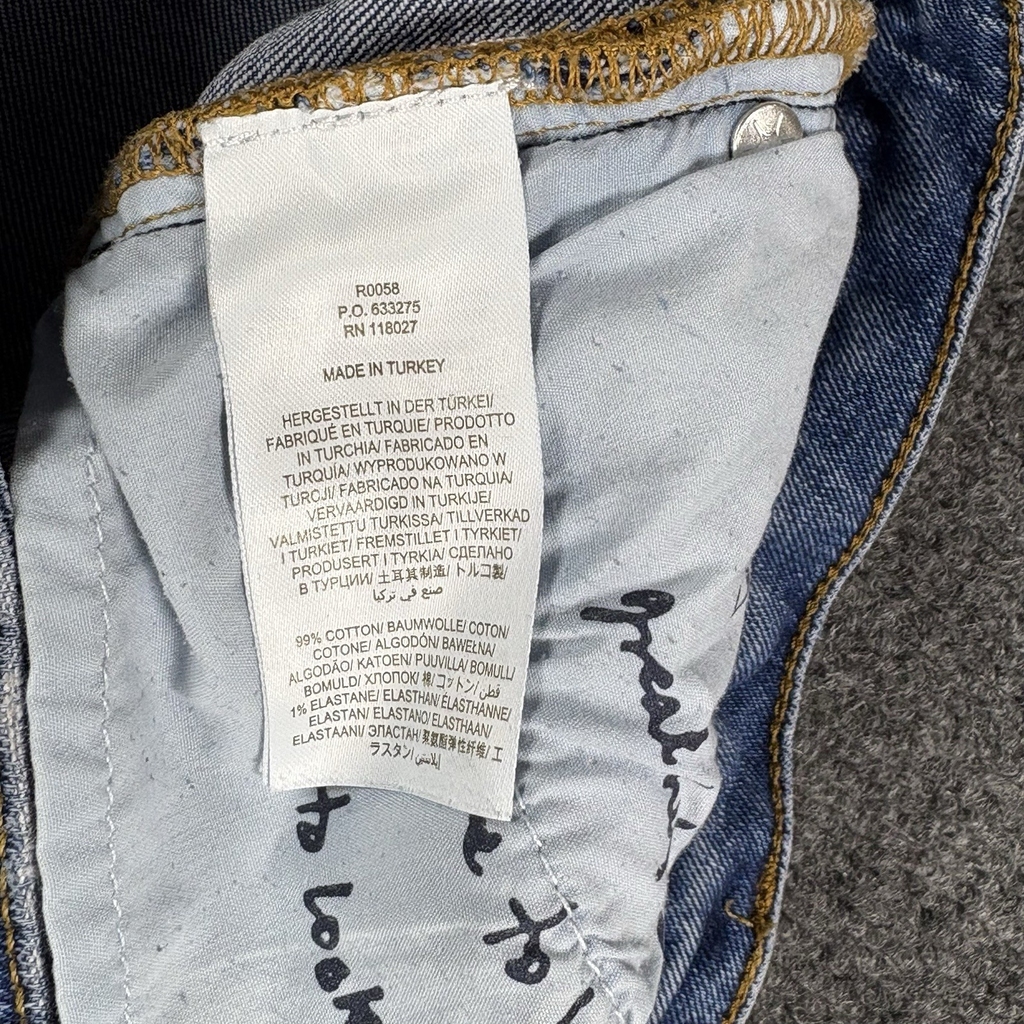 R0058
P.O. 633275
RN 118027
MADE IN TURKEY
HERGESTELLT IN DER TÜRKEI/
FABRIQUÉ EN TURQUIE/ PRODOTTO
IN TURCHIA/ FABRICADO EN
TURQUÍA/ WYPRODUKOWANO W
TURCJI/ FABRICADO NA TURQUIA/
VERVAARDIGD IN TURKIJE/
VALMISTETTU TURKISSA/ TILLVERKAD
I TURKIET/ FREMSTILLET I TYRKIET/
PRODUSERT I TYRKIA/ СДЕЛАНО
В ТУРЦИИ/ 土耳其制造/ トルコ製/
صنع في تركيا
99% COTTON/ BAUMWOLLE/ COTON/
COTONE/ ALGODÓN/ BAWEŁNA/
ALGODÃO/ KATOEN/ PUUVILLA/ BOMULL/
BOMULD/ ХЛОПОК/ 棉/ コットン/ قطن/
1% ELASTANE/ ELASTHAN/ ÉLASTHANNE/
ELASTAN/ ELASTANO/ ELASTHAAN/
ELASTAANI/ ЭЛАСТАН/ 聚氨酯弹性纤维/ エ
ラスタン/
great
to look
to